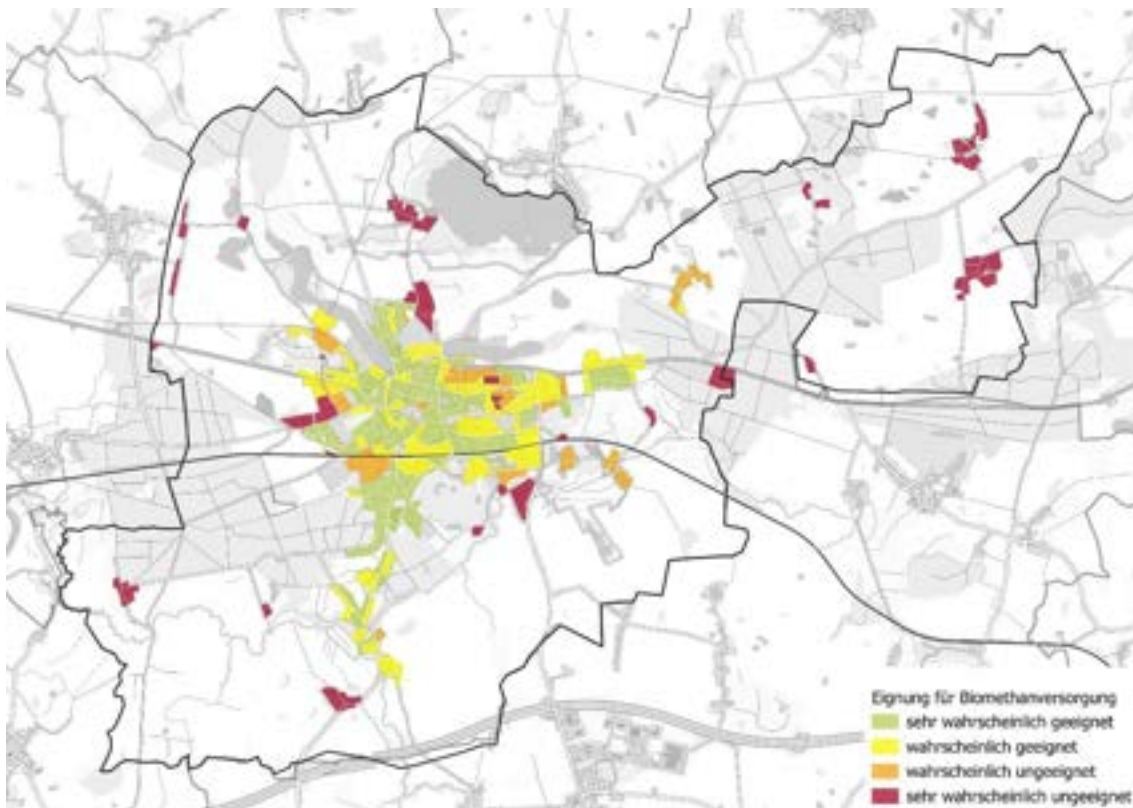 Eignung für Biomethanversorgung
sehr wahrscheinlich geeignet
wahrscheinlich geeignet
wahrscheinlich ungeeignet
sehr wahrscheinlich ungeeignet